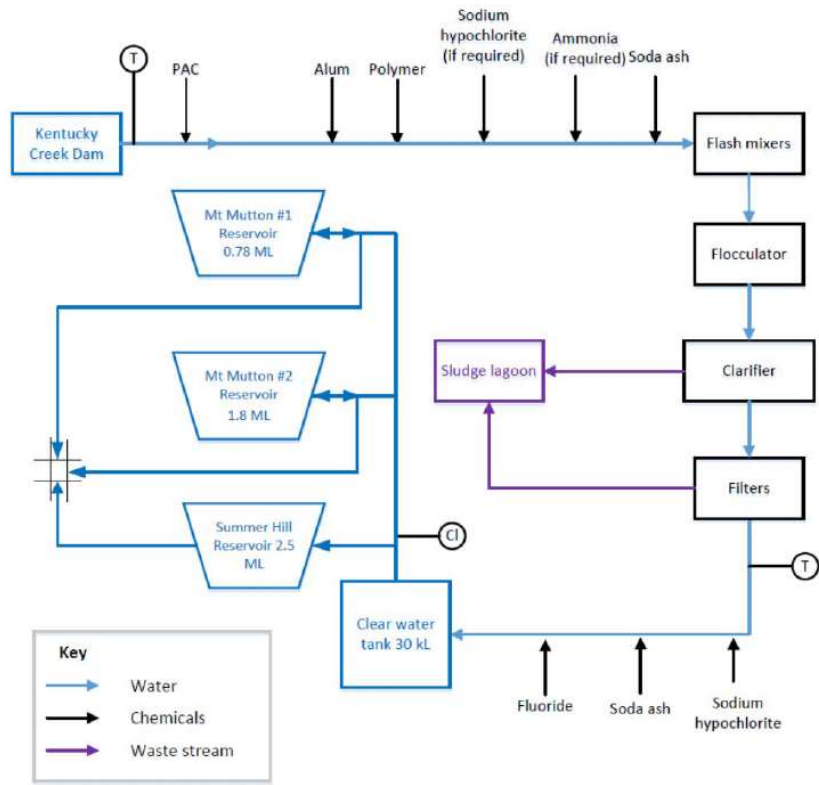 Sodium
hypochlorite
(if required)
Ammonia
(if required)
Soda ash
T
PAC
Alum
Polymer
Kentucky
Creek Dam
Flash mixers
Mt Mutton #1
Reservoir
0.78 ML
Flocculator
Mt Mutton #2
Reservoir
1.8 ML
Sludge lagoon
Clarifier
Filters
Summer Hill
Reservoir 2.5
ML
Cl
T
Clear water
tank 30 kL
Fluoride
Soda ash
Sodium
hypochlorite
Key
Water
Chemicals
Waste stream